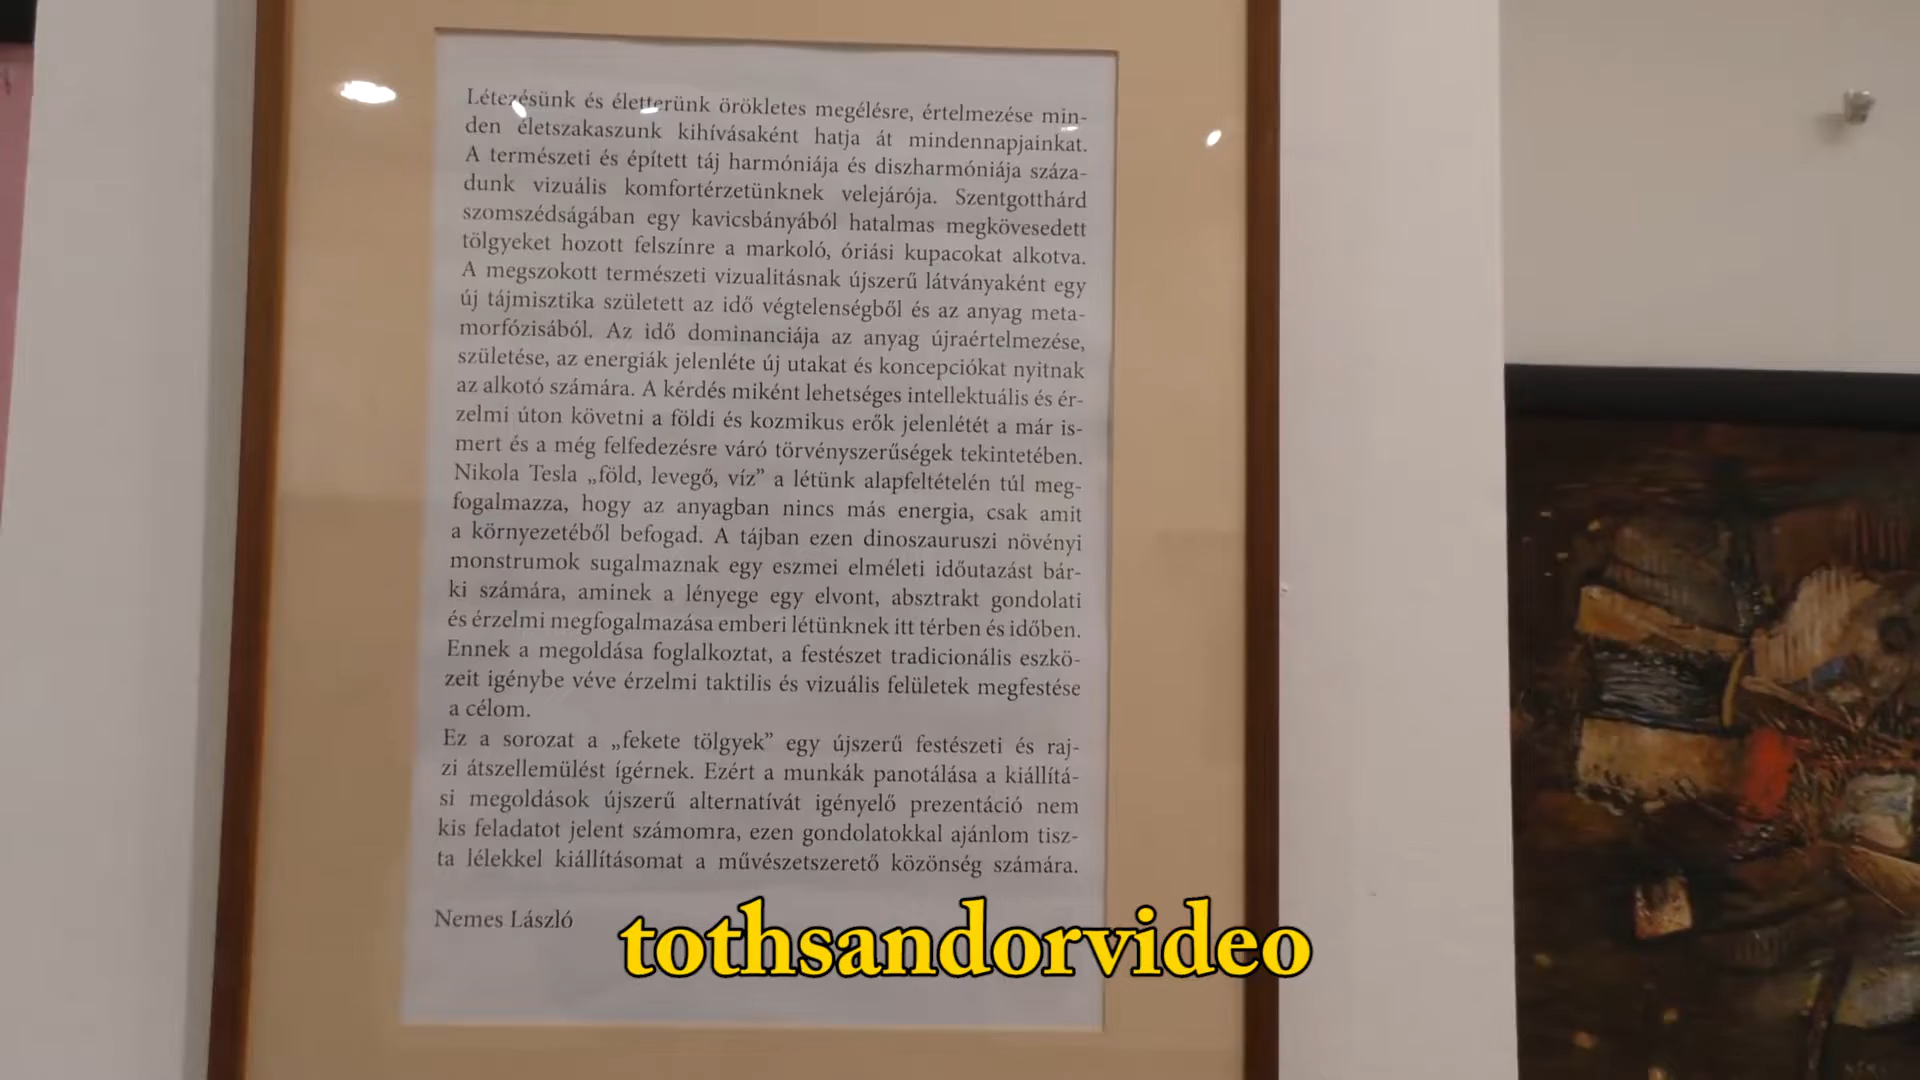 Létezésünk és életterünk örökletes megélésre, értelmezése min-
den életszakaszunk kihívásaként hatja át mindennapjainkat.
A természeti és épített táj harmóniája és diszharmóniája száza-
dunk vizuális komfortérzetünknek velejárója. Szentgotthárd
szomszédságában egy kavicsbányából hatalmas megkövesedett
tölgyeket hozott felszínre a markoló, óriási kupacokat alkotva.
A megszokott természeti vizualitásnak újszerű látványaként egy
új tájmisztika született az idő végtelenségből és az anyag meta-
morfózisából. Az idő dominanciája az anyag újraértelmezése,
születése, az energiák jelenléte új utakat és koncepciókat nyitnak
az alkotó számára. A kérdés miként lehetséges intellektuális és ér-
zelmi úton követni a földi és kozmikus erők jelenlétét a már is-
mert és a még felfedezésre váró törvényszerűségek tekintetében.
Nikola Tesla „föld, levegő, víz” a létünk alapfeltételén túl meg-
fogalmazza, hogy az anyagban nincs más energia, csak amit
a környezetéből befogad. A tájban ezen dinoszauruszi növényi
monstrumok sugalmaznak egy eszmei elméleti időutazást bár-
ki számára, aminek a lényege egy elvont, absztrakt gondolati
és érzelmi megfogalmazása emberi létünknek itt térben és időben.
Ennek a megoldása foglalkoztat, a festészet tradicionális eszkö-
zeit igénybe véve érzelmi taktilis és vizuális felületek megfestése
a célom.
Ez a sorozat a „fekete tölgyek” egy újszerű festészeti és raj-
zi átszellemülést ígérnek. Ezért a munkák panotálása a kiállítá-
si megoldások újszerű alternatívát igényelő prezentáció nem
kis feladatot jelent számomra, ezen gondolatokkal ajánlom tisz-
ta lélekkel kiállításomat a művészetszerető közönség számára.
Nemes László
tothsandorvideo